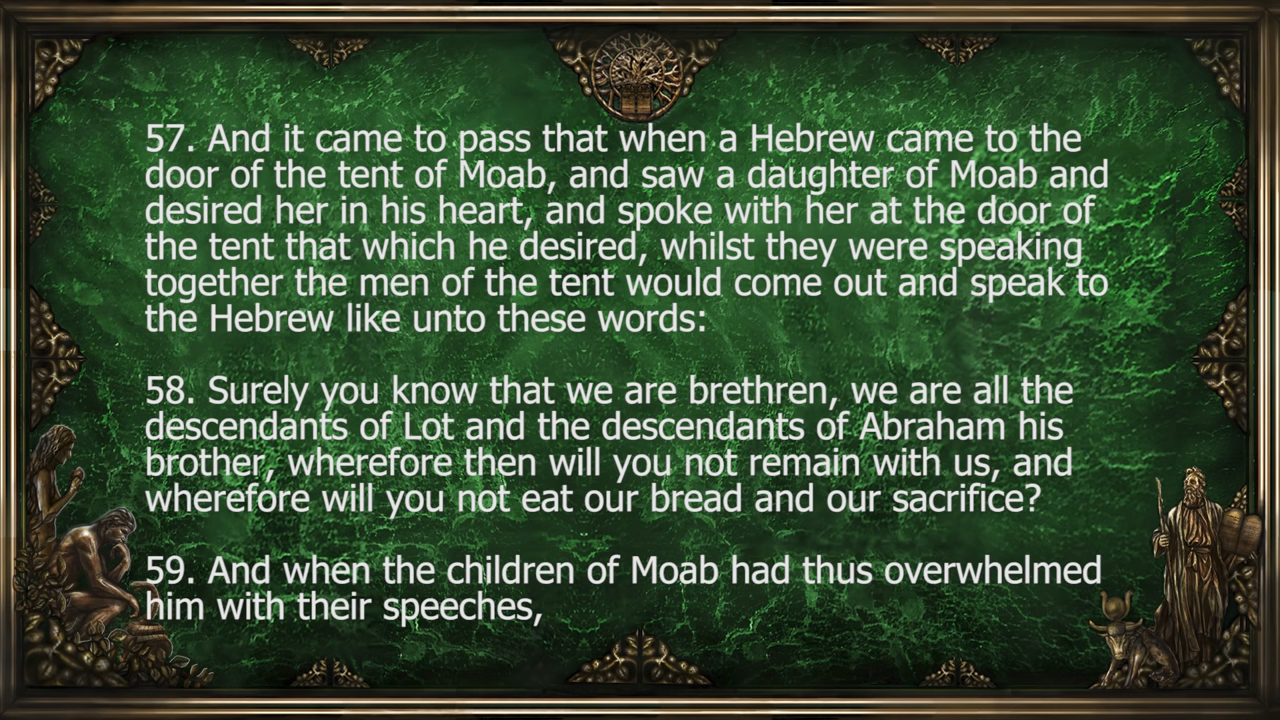 57. And it came to pass that when a Hebrew came to the
door of the tent of Moab, and saw a daughter of Moab and
desired her in his heart, and spoke with her at the door of
the tent that which he desired, whilst they were speaking
together the men of the tent would come out and speak to
the Hebrew like unto these words:
58. Surely you know that we are brethren, we are all the
descendants of Lot and the descendants of Abraham his
brother, wherefore then will you not remain with us, and
wherefore will you not eat our bread and our sacrifice?
59. And when the children of Moab had thus overwhelmed
him with their speeches,